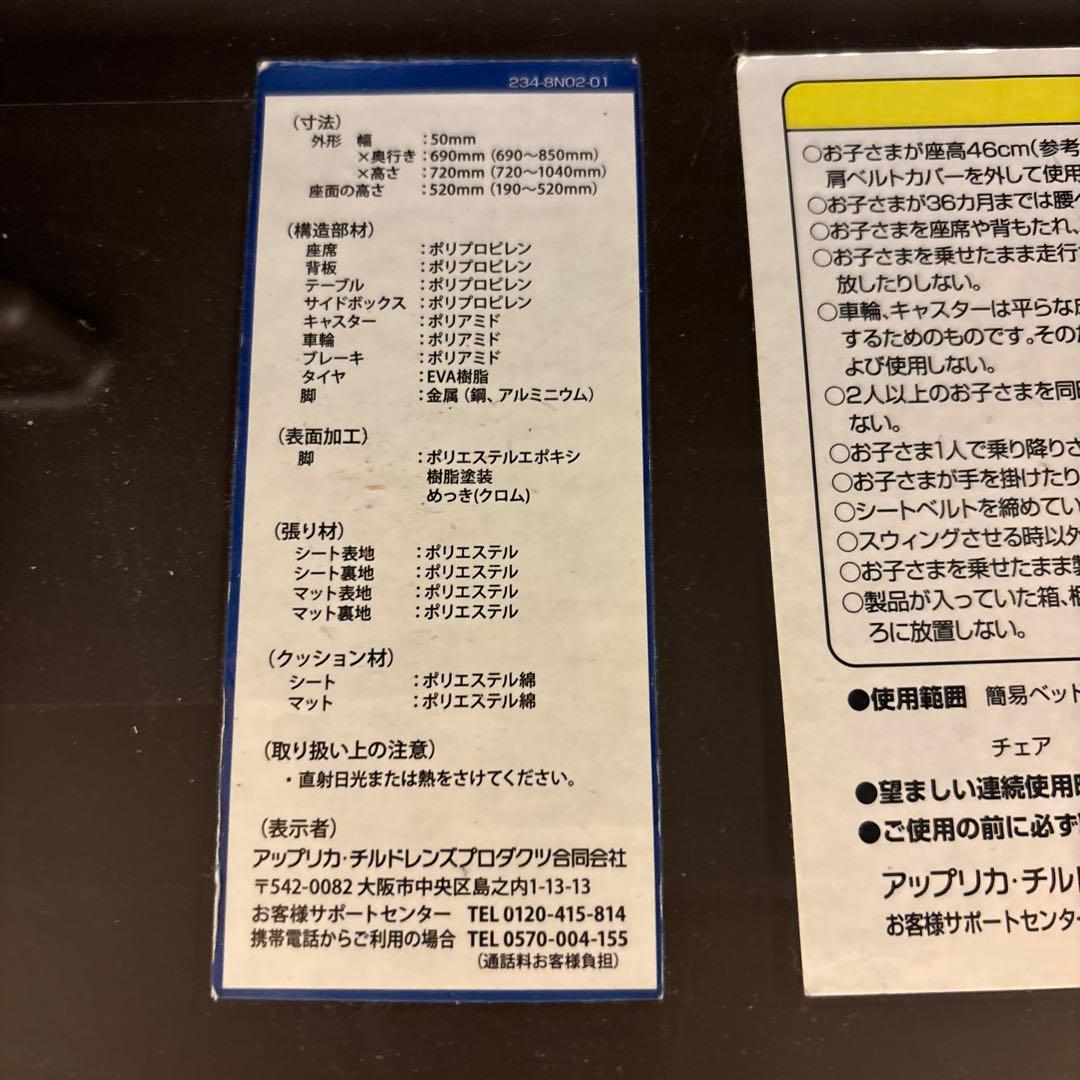 234-8N02-01
(寸法)
外形 幅 :50mm
×奥行き :690mm (690〜850mm)
×高さ :720mm (720〜1040mm)
座面の高さ :520mm (190〜520mm)
(構造部材)
座席 :ポリプロピレン
背板 :ポリプロピレン
テーブル :ポリプロピレン
サイドボックス :ポリプロピレン
キャスター :ポリアミド
車輪 :ポリアミド
ブレーキ :ポリアミド
タイヤ :EVA樹脂
脚 :金属 (鋼、アルミニウム)
(表面加工)
脚 :ポリエステルエポキシ
樹脂塗装
めっき(クロム)
(張り材)
シート表地 :ポリエステル
シート裏地 :ポリエステル
マット表地 :ポリエステル
マット裏地 :ポリエステル
(クッション材)
シート :ポリエステル綿
マット :ポリエステル綿
(取り扱い上の注意)
・直射日光または熱をさけてください。
(表示者)
アップリカ・チルドレンズプロダクツ合同会社
〒542-0082 大阪市中央区島之内1-13-13
お客様サポートセンター TEL 0120-415-814
携帯電話からご利用の場合 TEL 0570-004-155
(通話料お客様負担)
○お子さまが座高46cm(参考
肩ベルトカバーを外して使用
○お子さまが36カ月までは腰
○お子さまを座席や背もたれ、
○お子さまを乗せたまま走行
放したりしない。
○車輪、キャスターは平らな
するためのものです。その
よび使用しない。
○2人以上のお子さまを同時
ない。
○お子さま1人で乗り降りさ
○お子さまが手を掛けたり
○シートベルトを締めてい
○スウィングさせる時以外
○お子さまを乗せたまま製
○製品が入っていた箱、
ろに放置しない。
●使用範囲 簡易ベッド
チェア
●望ましい連続使用時
●ご使用の前に必ず
アップリカ・チルド
お客様サポートセンター